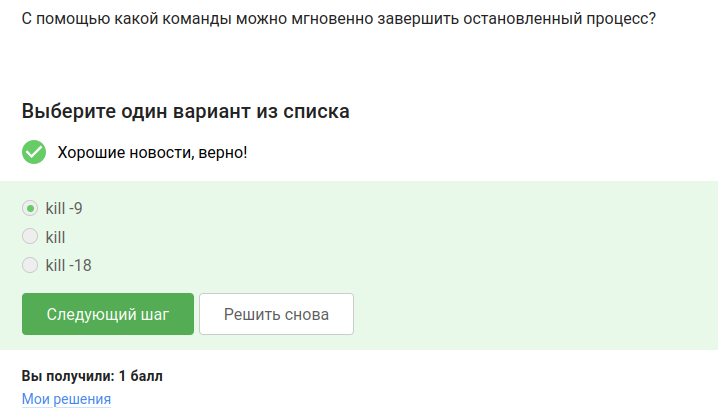 С помощью какой команды можно мгновенно завершить остановленный процесс?
Выберите один вариант из списка
Хорошие новости, верно!
kill -9
kill
kill -18
Следующий шаг
Решить снова
Вы получили: 1 балл
Мои решения